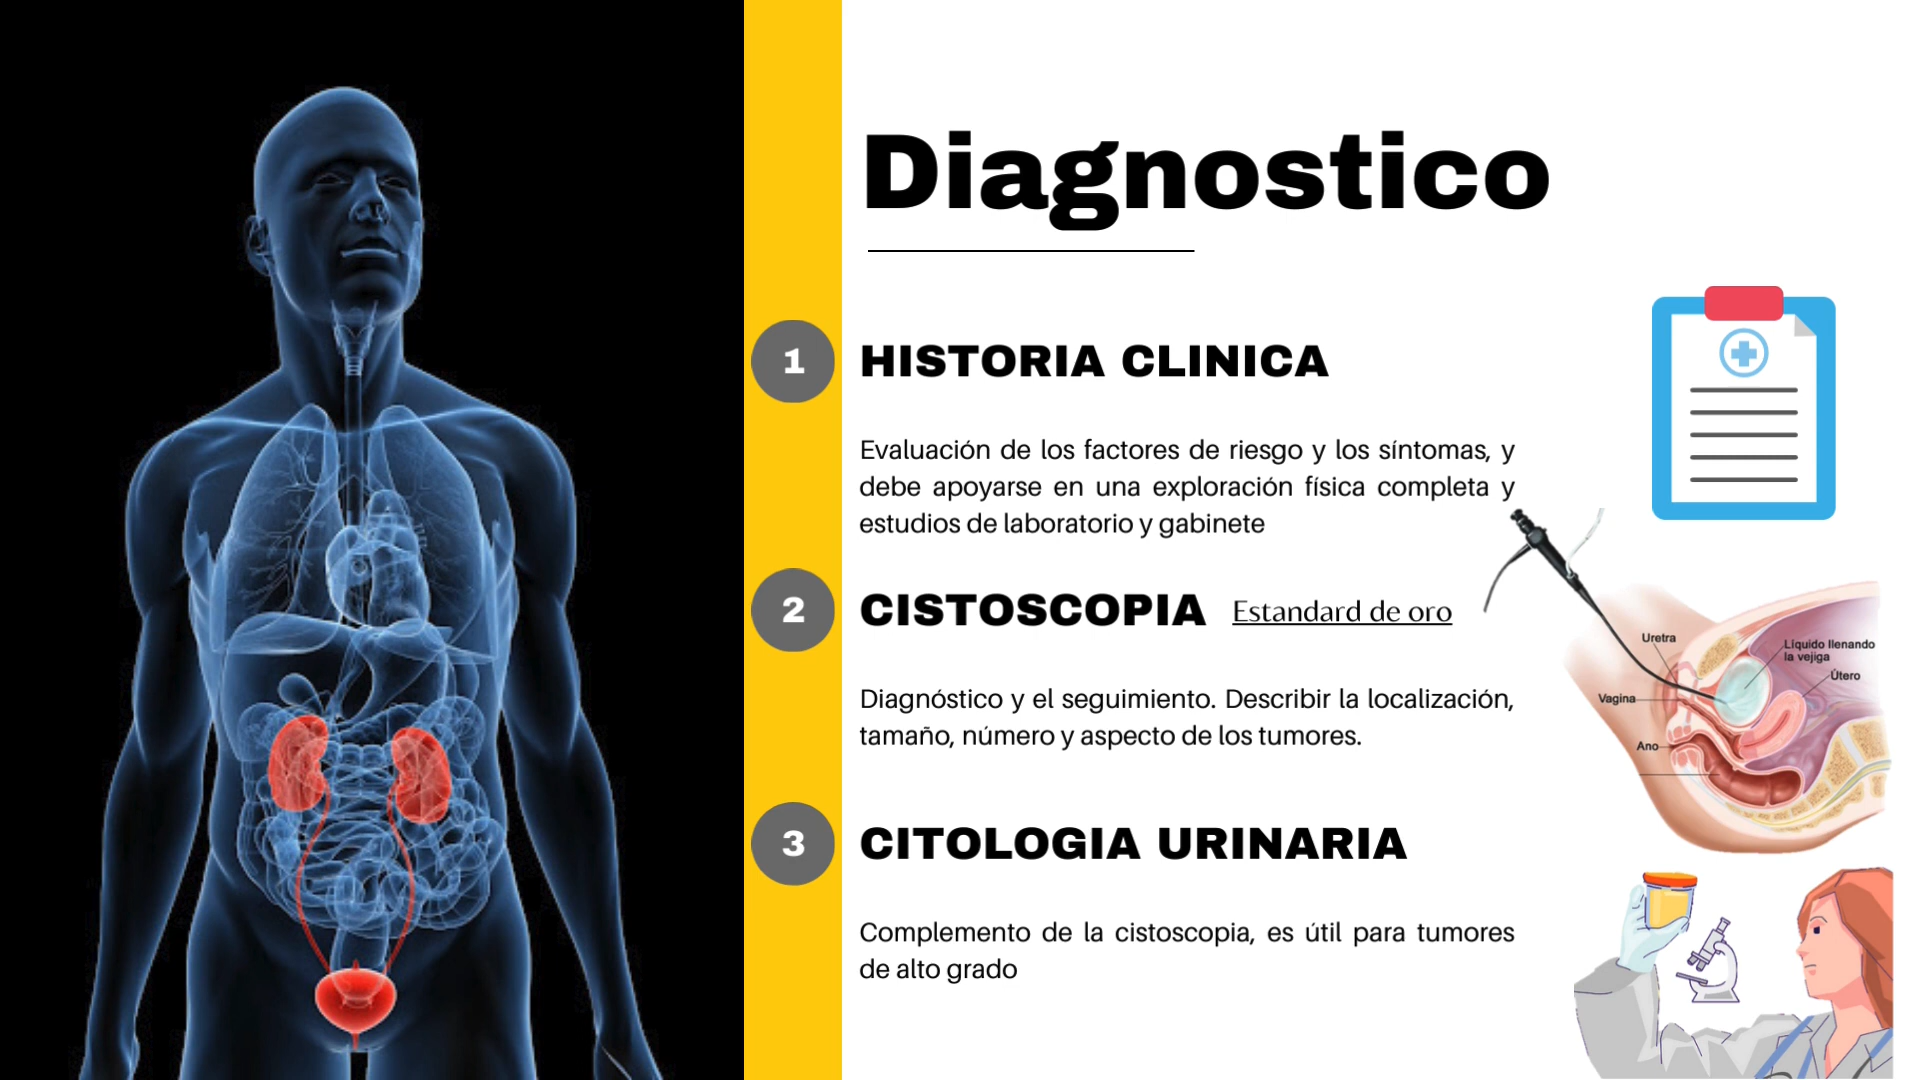 Diagnostico
1
HISTORIA CLINICA
Evaluación de los factores de riesgo y los síntomas, y
debe apoyarse en una exploración física completa y
estudios de laboratorio y gabinete
2
CISTOSCOPIA
Estandard de oro
Diagnóstico y el seguimiento. Describir la localización,
tamaño, número y aspecto de los tumores.
Uretra
Líquido llenando
la vejiga
Útero
Vagina
Ano
3
CITOLOGIA URINARIA
Complemento de la cistoscopia, es útil para tumores
de alto grado